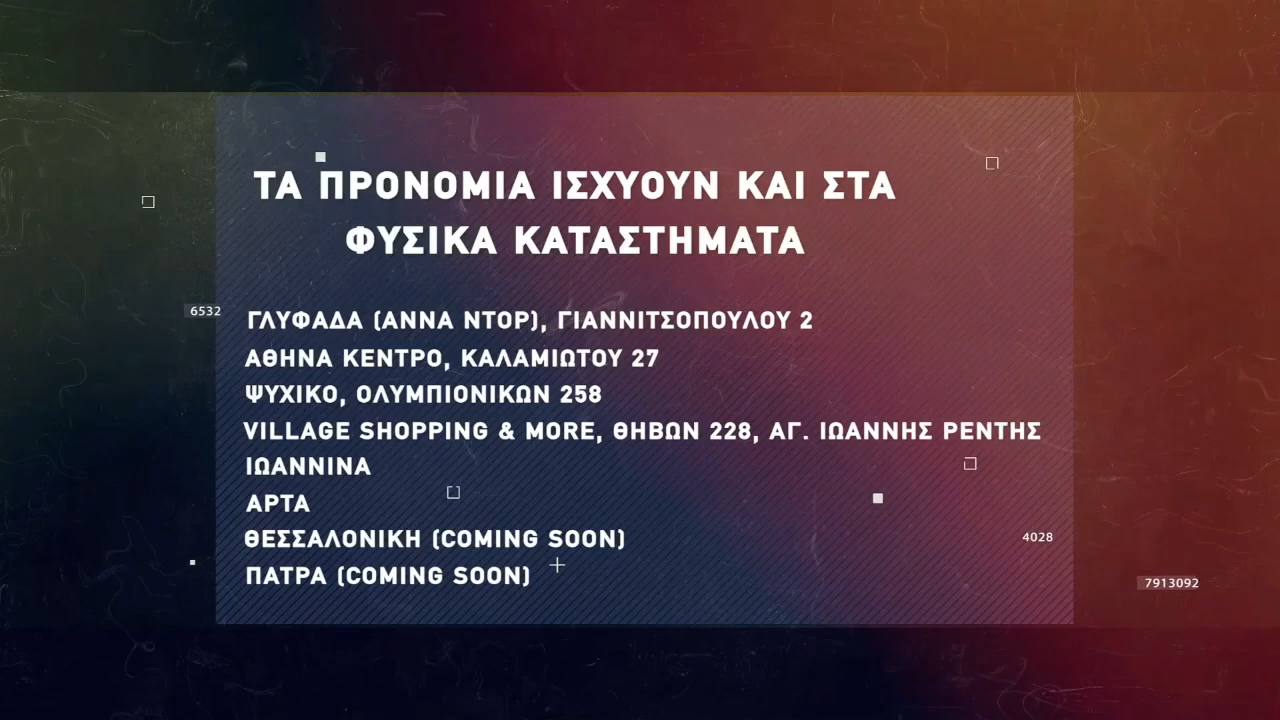 ΤΑ ΠΡΟΝΟΜΙΑ ΙΣΧΥΟΥΝ ΚΑΙ ΣΤΑ
ΦΥΣΙΚΑ ΚΑΤΑΣΤΗΜΑΤΑ
6532
ΓΛΥΦΑΔΑ (ΑΝΝΑ ΝΤΟΡ), ΓΙΑΝΝΙΤΣΟΠΟΥΛΟΥ 2
ΑΘΗΝΑ ΚΕΝΤΡΟ, ΚΑΛΑΜΙΩΤΟΥ 27
ΨΥΧΙΚΟ, ΟΛΥΜΠΙΟΝΙΚΩΝ 258
VILLAGE SHOPPING & MORE, ΘΗΒΩΝ 228, ΑΓ. ΙΩΑΝΝΗΣ ΡΕΝΤΗΣ
ΙΩΑΝΝΙΝΑ
ΑΡΤΑ
ΘΕΣΣΑΛΟΝΙΚΗ (COMING SOON)
4028
ΠΑΤΡΑ (COMING SOON)
7913092